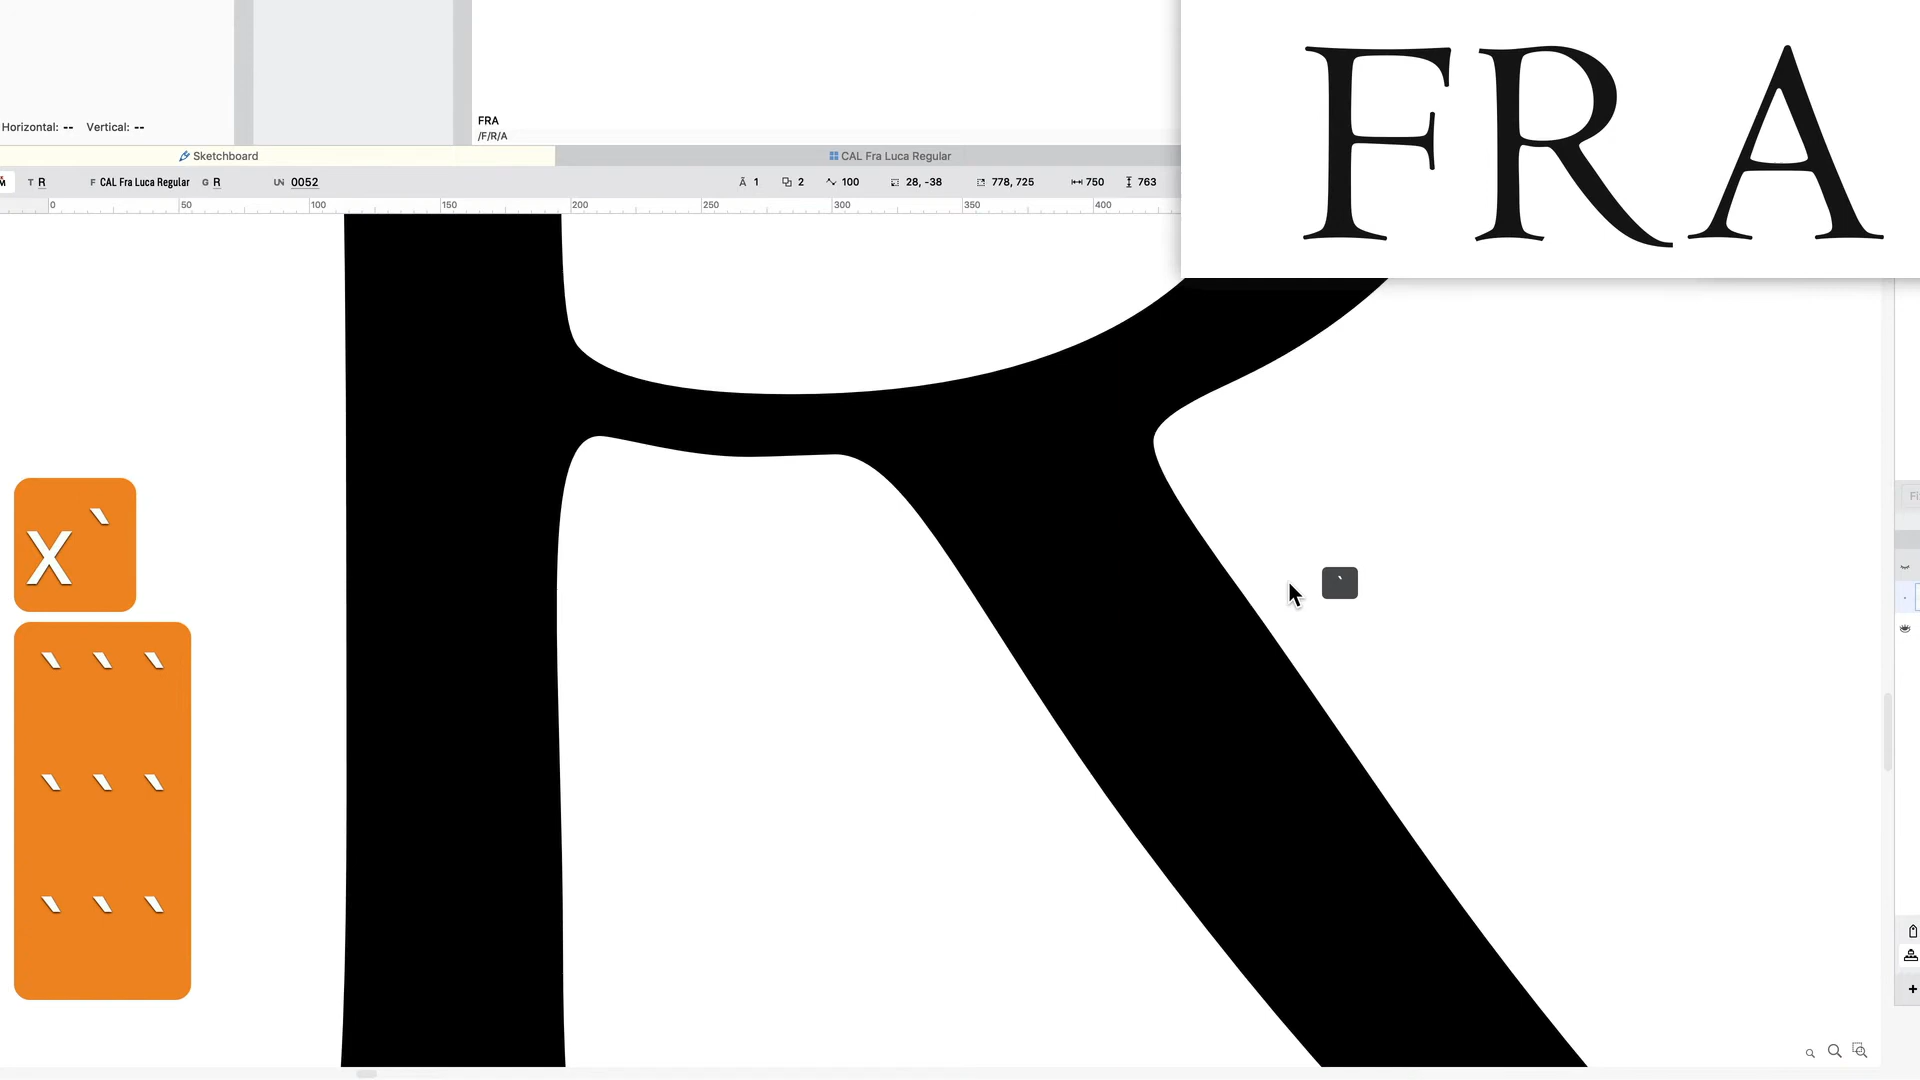 FRA
Horizontal: -- Vertical: --
FRA
/F/R/A
Sketchboard
CAL Fra Luca Regular
T R F CAL Fra Luca Regular G R UN 0052 Ā 1 2 100 28, -38 778, 725 750 763
0 50 100 150 200 250 300 350 400
R
X `
` ` `
` ` `
` ` `
`
Fi